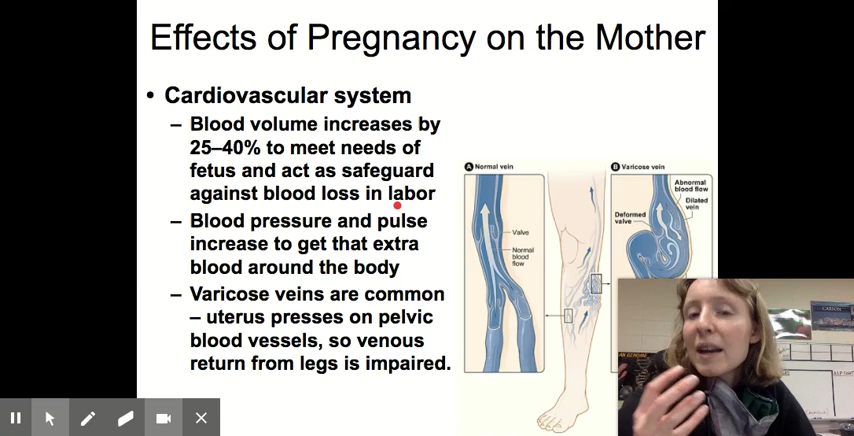 Effects of Pregnancy on the Mother
• Cardiovascular system
– Blood volume increases by
25–40% to meet needs of
fetus and act as safeguard
against blood loss in labor
– Blood pressure and pulse
increase to get that extra
blood around the body
– Varicose veins are common
– uterus presses on pelvic
blood vessels, so venous
return from legs is impaired.
A Normal vein
Valve
Normal
blood
flow
B Varicose vein
Abnormal
blood flow
Dilated
vein
Deformed
valve
CARSON